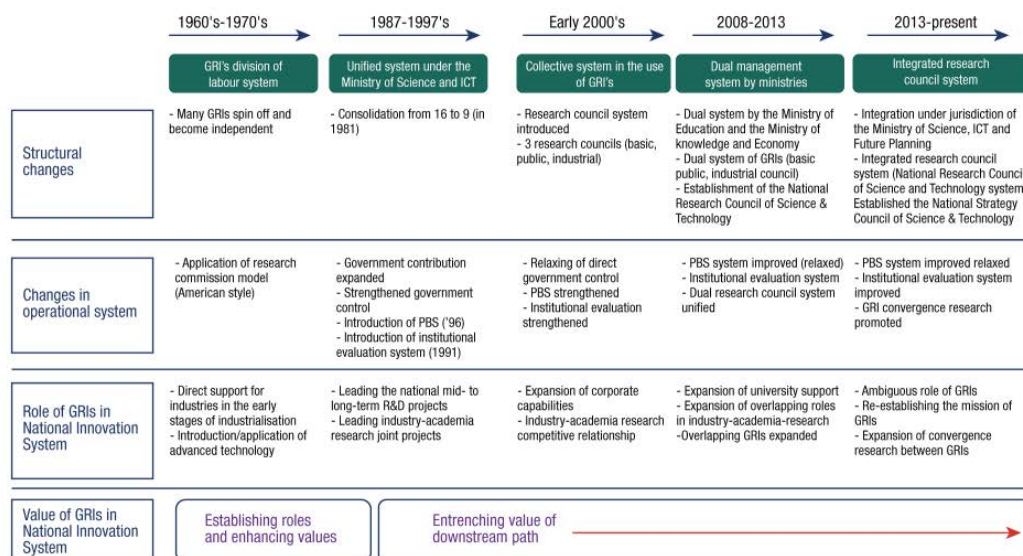 1960's-1970's
1987-1997's
Early 2000's
2008-2013
2013-present
GRI's division of
labour system
Unified system under the
Ministry of Science and ICT
Collective system in the use
of GRI's
Dual management
system by ministries
Integrated research
council system
Structural
changes
- Many GRIs spin off and
become independent
- Consolidation from 16 to 9 (in
1981)
- Research council system
introduced
- 3 research councils (basic,
public, industrial)
- Dual system by the Ministry of
Education and the Ministry of
knowledge and Economy
- Dual system of GRIs (basic
public, industrial council)
- Establishment of the National
Research Council of Science &
Technology
- Integration under jurisdiction of
the Ministry of Science, ICT and
Future Planning
- Integrated research council
system (National Research Counci
of Science and Technology system
Established the National Strategy
Council of Science & Technology
Changes in
operational system
- Application of research
commission model
(American style)
- Government contribution
expanded
- Strengthened government
control
- Introduction of PBS ('96)
- Introduction of institutional
evaluation system (1991)
- Relaxing of direct
government control
- PBS strengthened
- Institutional evaluation
strengthened
- PBS system improved (relaxed)
- Institutional evaluation system
- Dual research council system
unified
- PBS system improved relaxed
- Institutional evaluation system
improved
- GRI convergence research
promoted
Role of GRIs in
National Innovation
System
- Direct support for
industries in the early
stages of industrialisation
- Introduction/application of
advanced technology
- Leading the national mid- to
long-term R&D projects
- Leading industry-academia
research joint projects
- Expansion of corporate
capabilities
- Industry-academia research
competitive relationship
- Expansion of university support
- Expansion of overlapping roles
in industry-academia-research
-Overlapping GRIs expanded
- Ambiguous role of GRIs
- Re-establishing the mission of
GRIs
- Expansion of convergence
research between GRIs
Value of GRIs in
National Innovation
System
Establishing roles
and enhancing values
Entrenching value of
downstream path